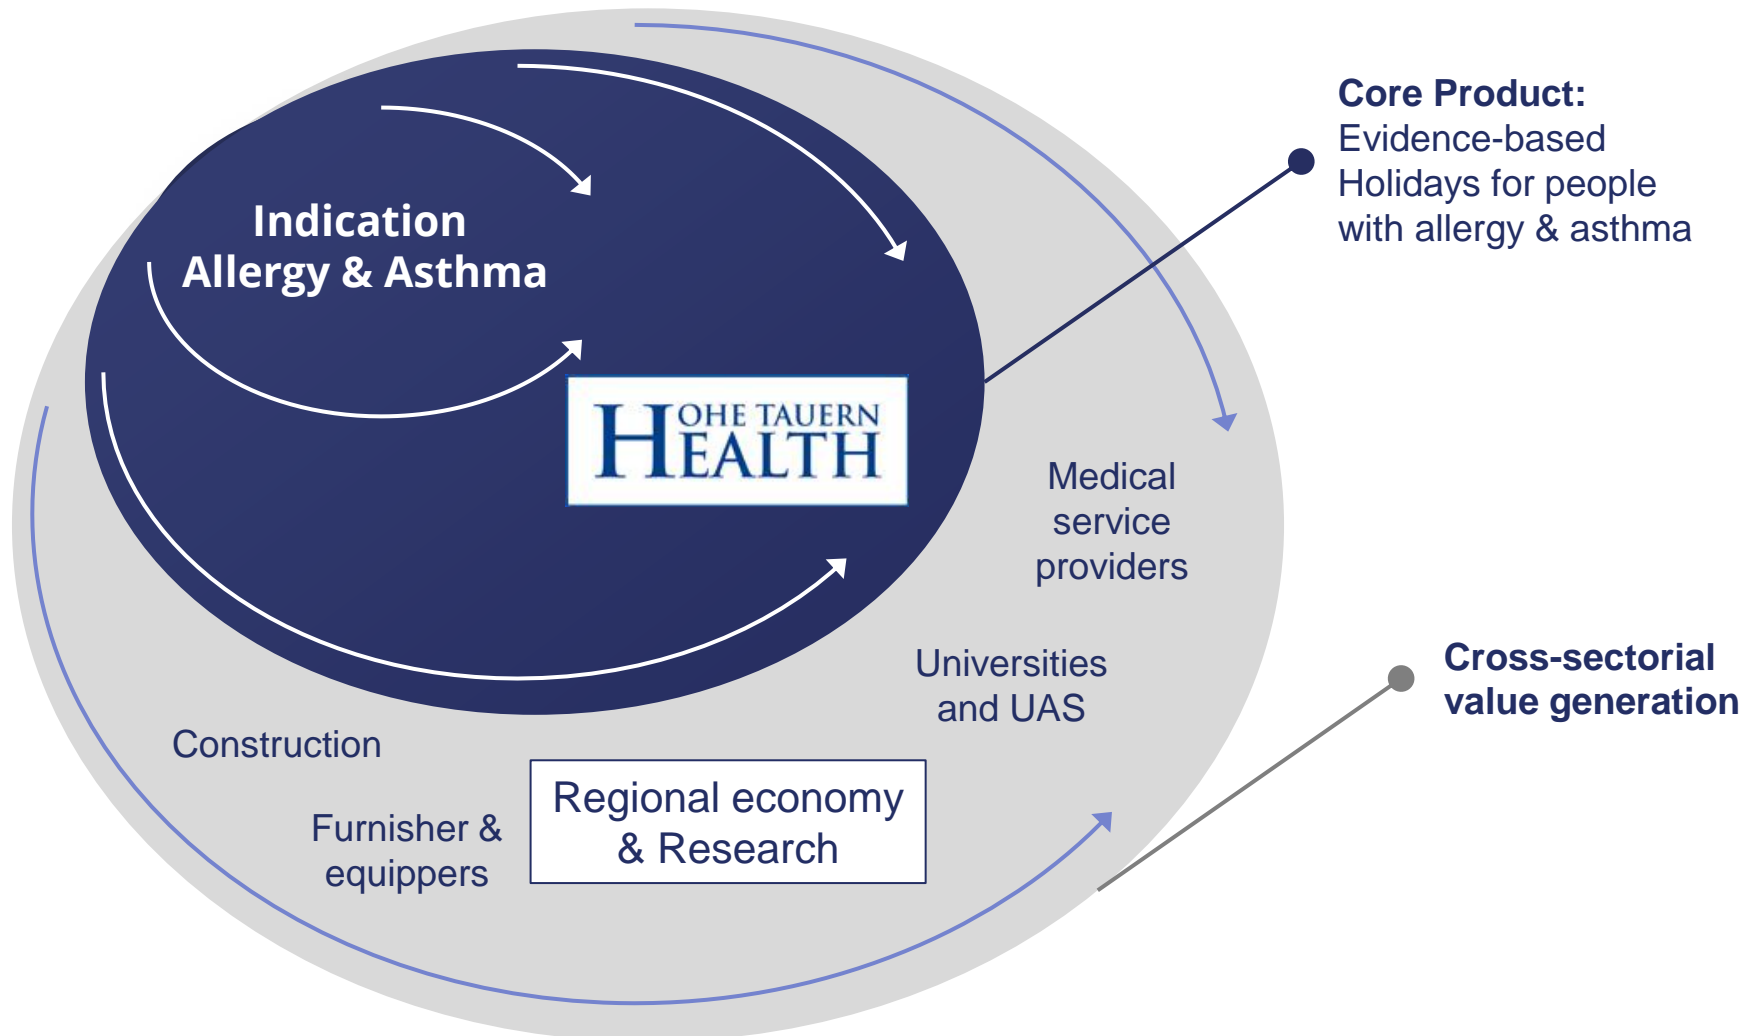 Core Product:
Evidence-based
Holidays for people
with allergy & asthma
Indication
Allergy & Asthma
HOHE TAUERN
HEALTH
Medical
service
providers
Universities
and UAS
Cross-sectorial
value generation
Construction
Regional economy
& Research
Furnisher &
equippers